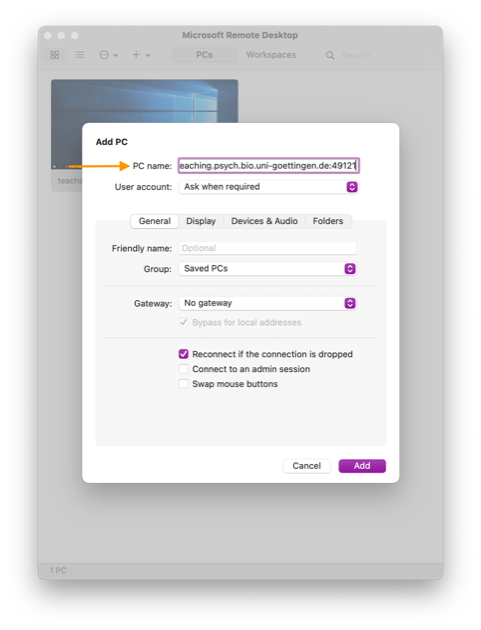 Microsoft Remote Desktop
PCs Workspaces Search
teachi
Add PC
PC name: eaching.psych.bio.uni-goettingen.de:49121
User account: Ask when required
General Display Devices & Audio Folders
Friendly name: Optional
Group: Saved PCs
Gateway: No gateway
Bypass for local addresses
Reconnect if the connection is dropped
Connect to an admin session
Swap mouse buttons
Cancel Add
1 PC